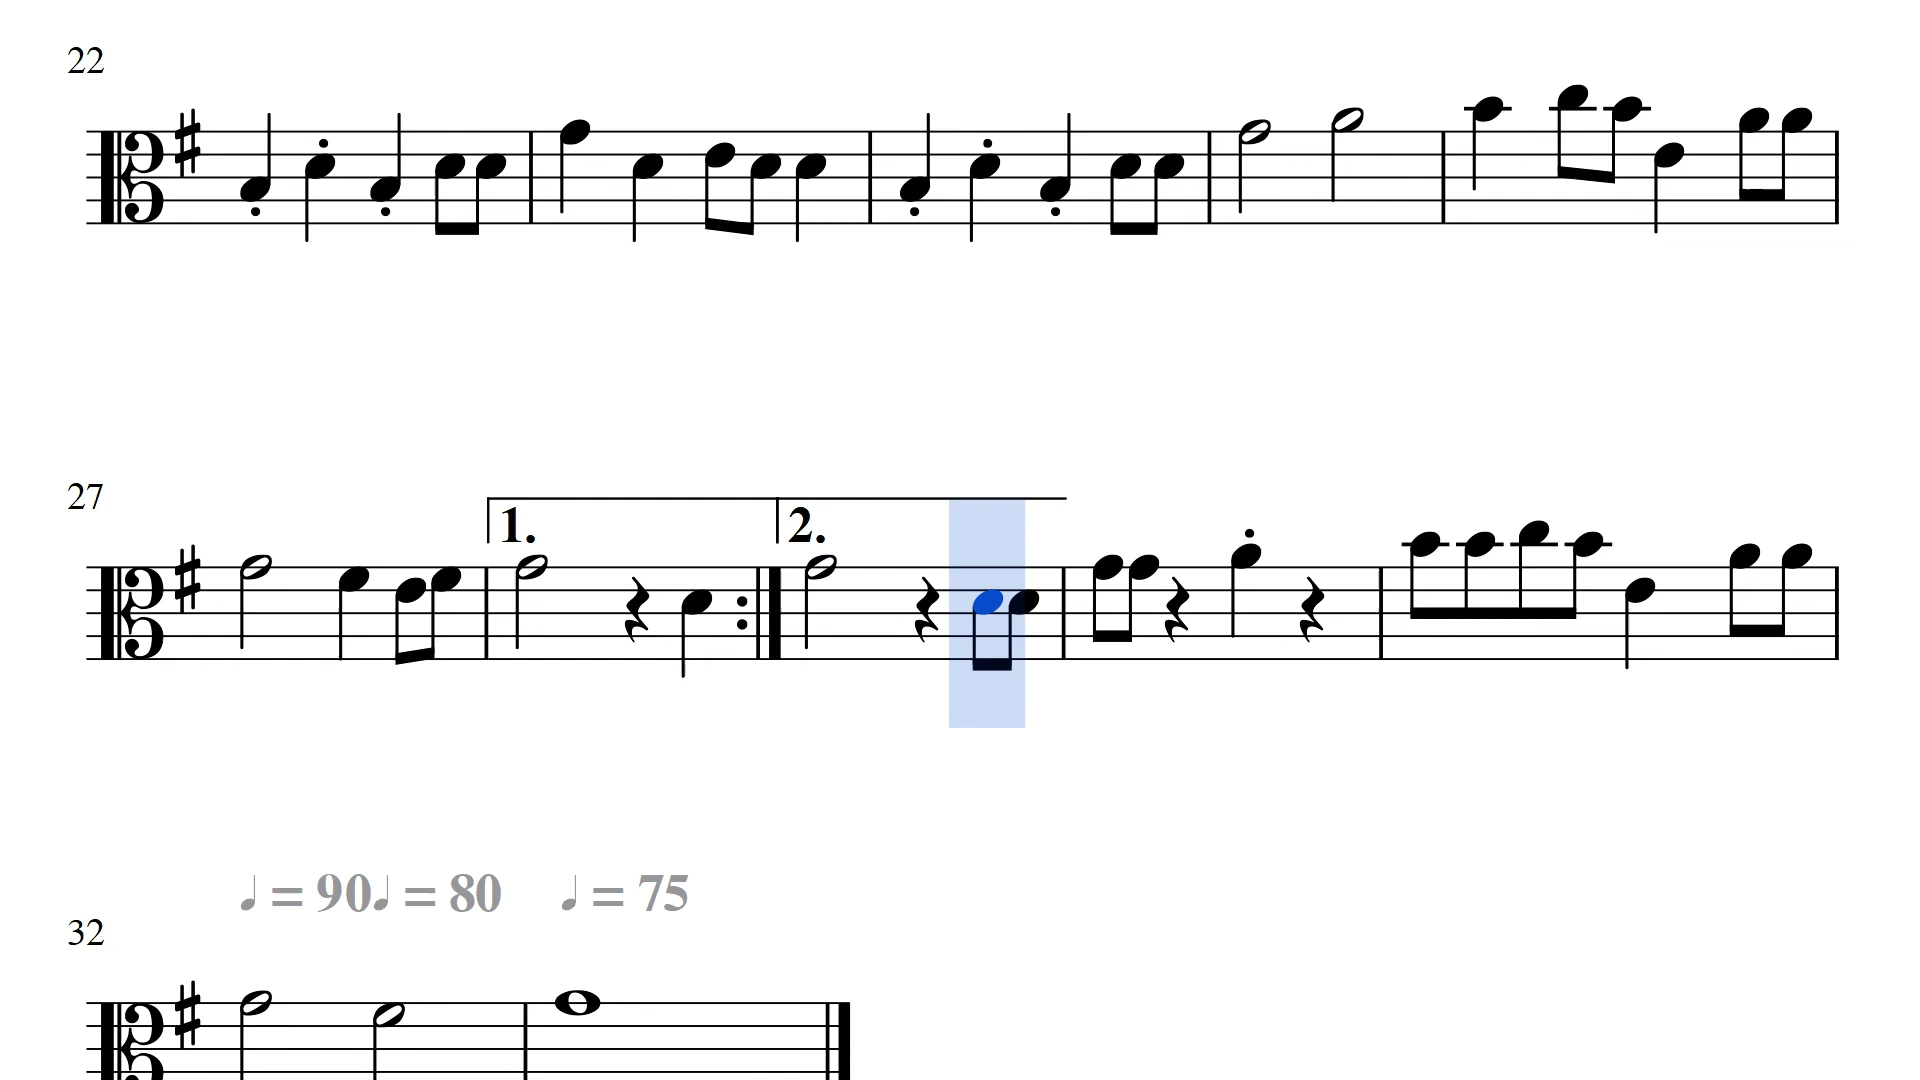 22
27
1. 2.
♩ = 90 ♩ = 80 ♩ = 75
32